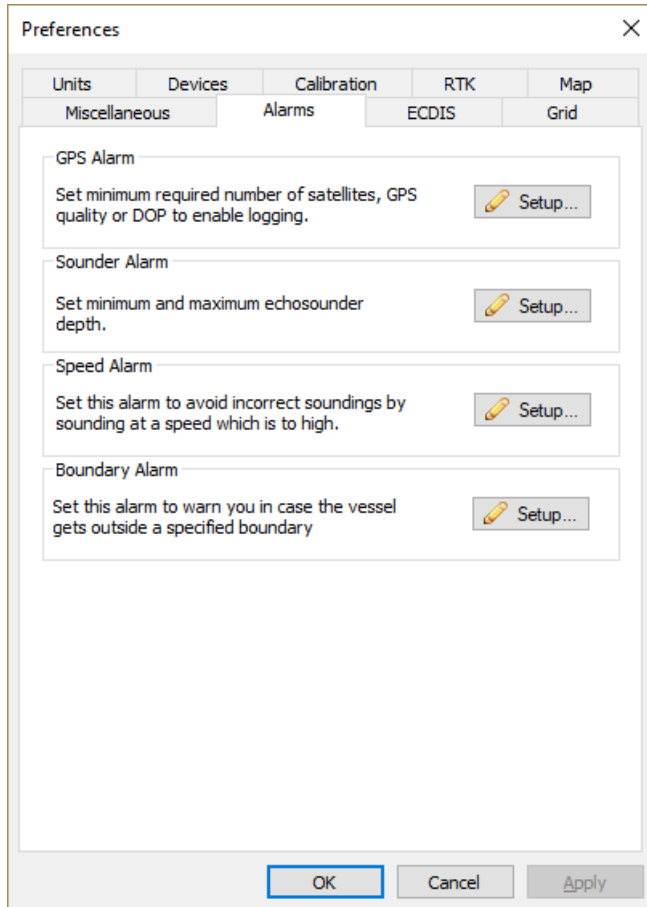 Preferences
Units Devices Calibration RTK Map
Miscellaneous Alarms ECDIS Grid
GPS Alarm
Set minimum required number of satellites, GPS
quality or DOP to enable logging.
Setup...
Sounder Alarm
Set minimum and maximum echosounder
depth.
Setup...
Speed Alarm
Set this alarm to avoid incorrect soundings by
sounding at a speed which is to high.
Setup...
Boundary Alarm
Set this alarm to warn you in case the vessel
gets outside a specified boundary
Setup...
OK Cancel Apply